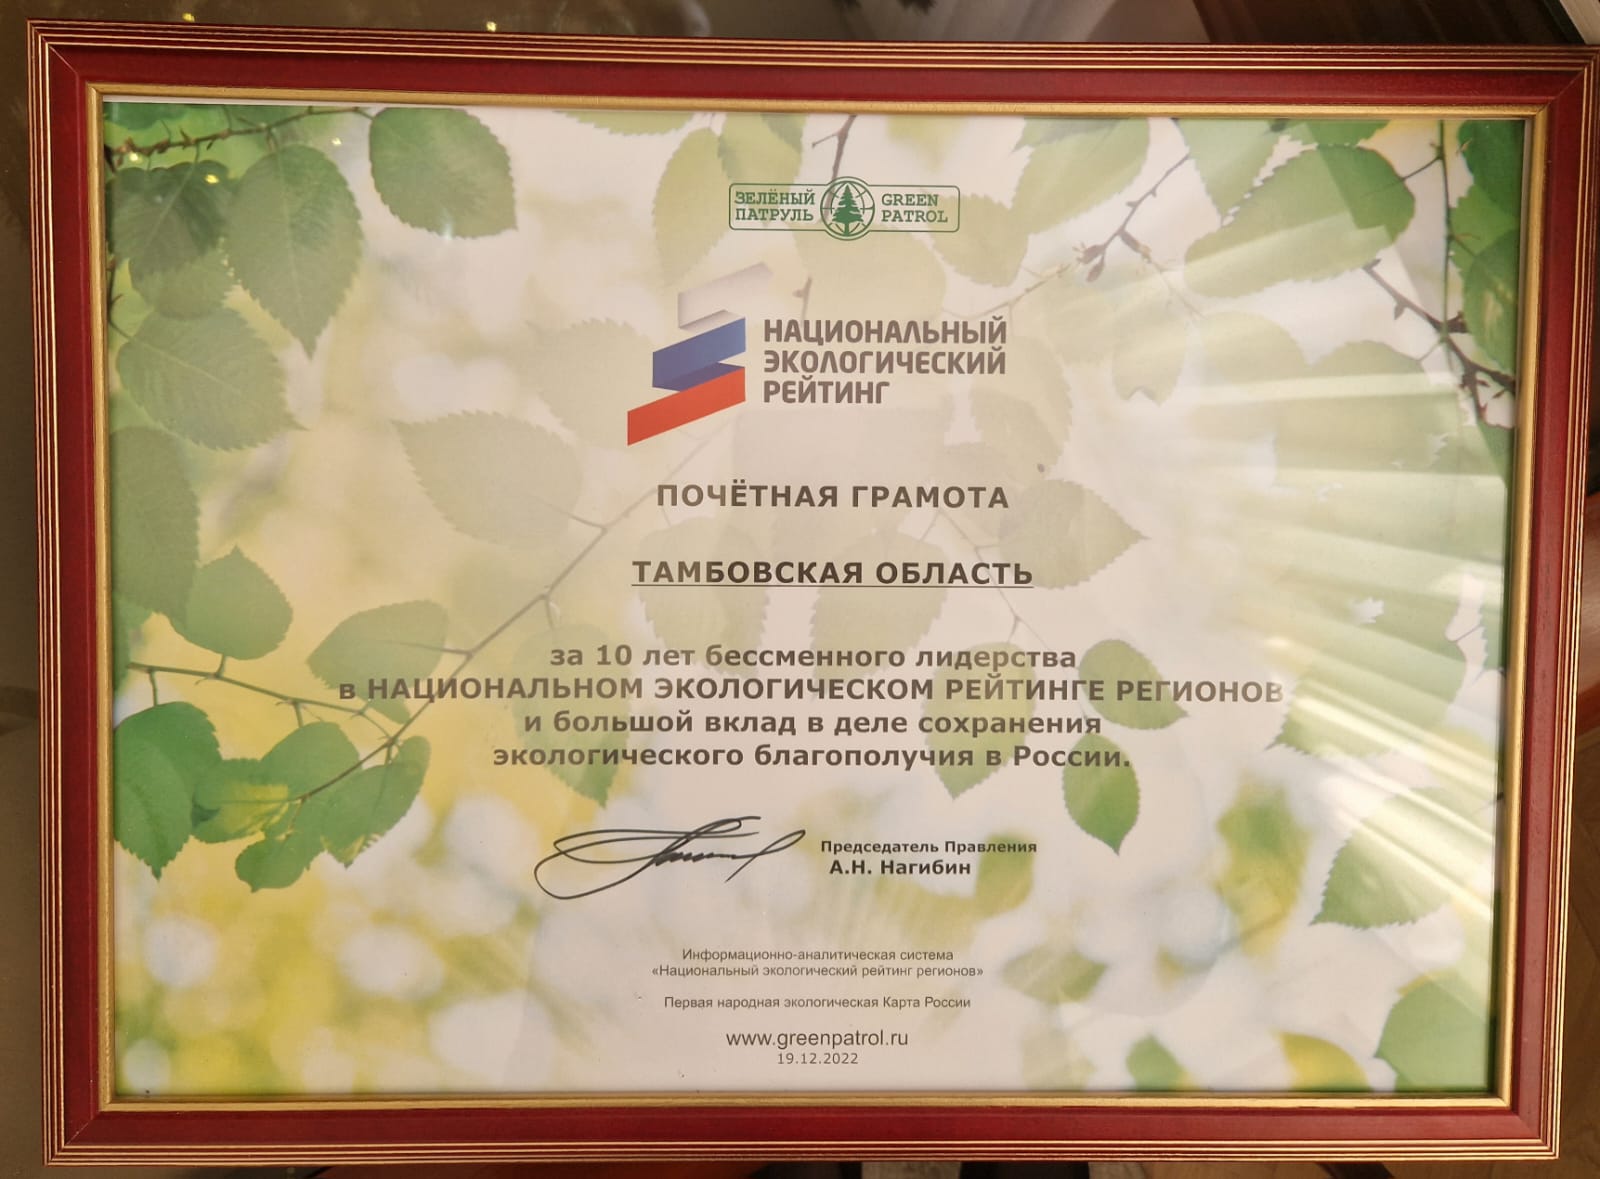 ЗЕЛЁНЫЙ GREEN
ПАТРУЛЬ PATROL
НАЦИОНАЛЬНЫЙ
ЭКОЛОГИЧЕСКИЙ
РЕЙТИНГ
ПОЧЁТНАЯ ГРАМОТА
ТАМБОВСКАЯ ОБЛАСТЬ
за 10 лет бессменного лидерства
в НАЦИОНАЛЬНОМ ЭКОЛОГИЧЕСКОМ РЕЙТИНГЕ РЕГИОНОВ
и большой вклад в деле сохранения
экологического благополучия в России.
Председатель Правления
А.Н. Нагибин
Информационно-аналитическая система
«Национальный экологический рейтинг регионов»
Первая народная экологическая Карта России
www.greenpatrol.ru
19.12.2022